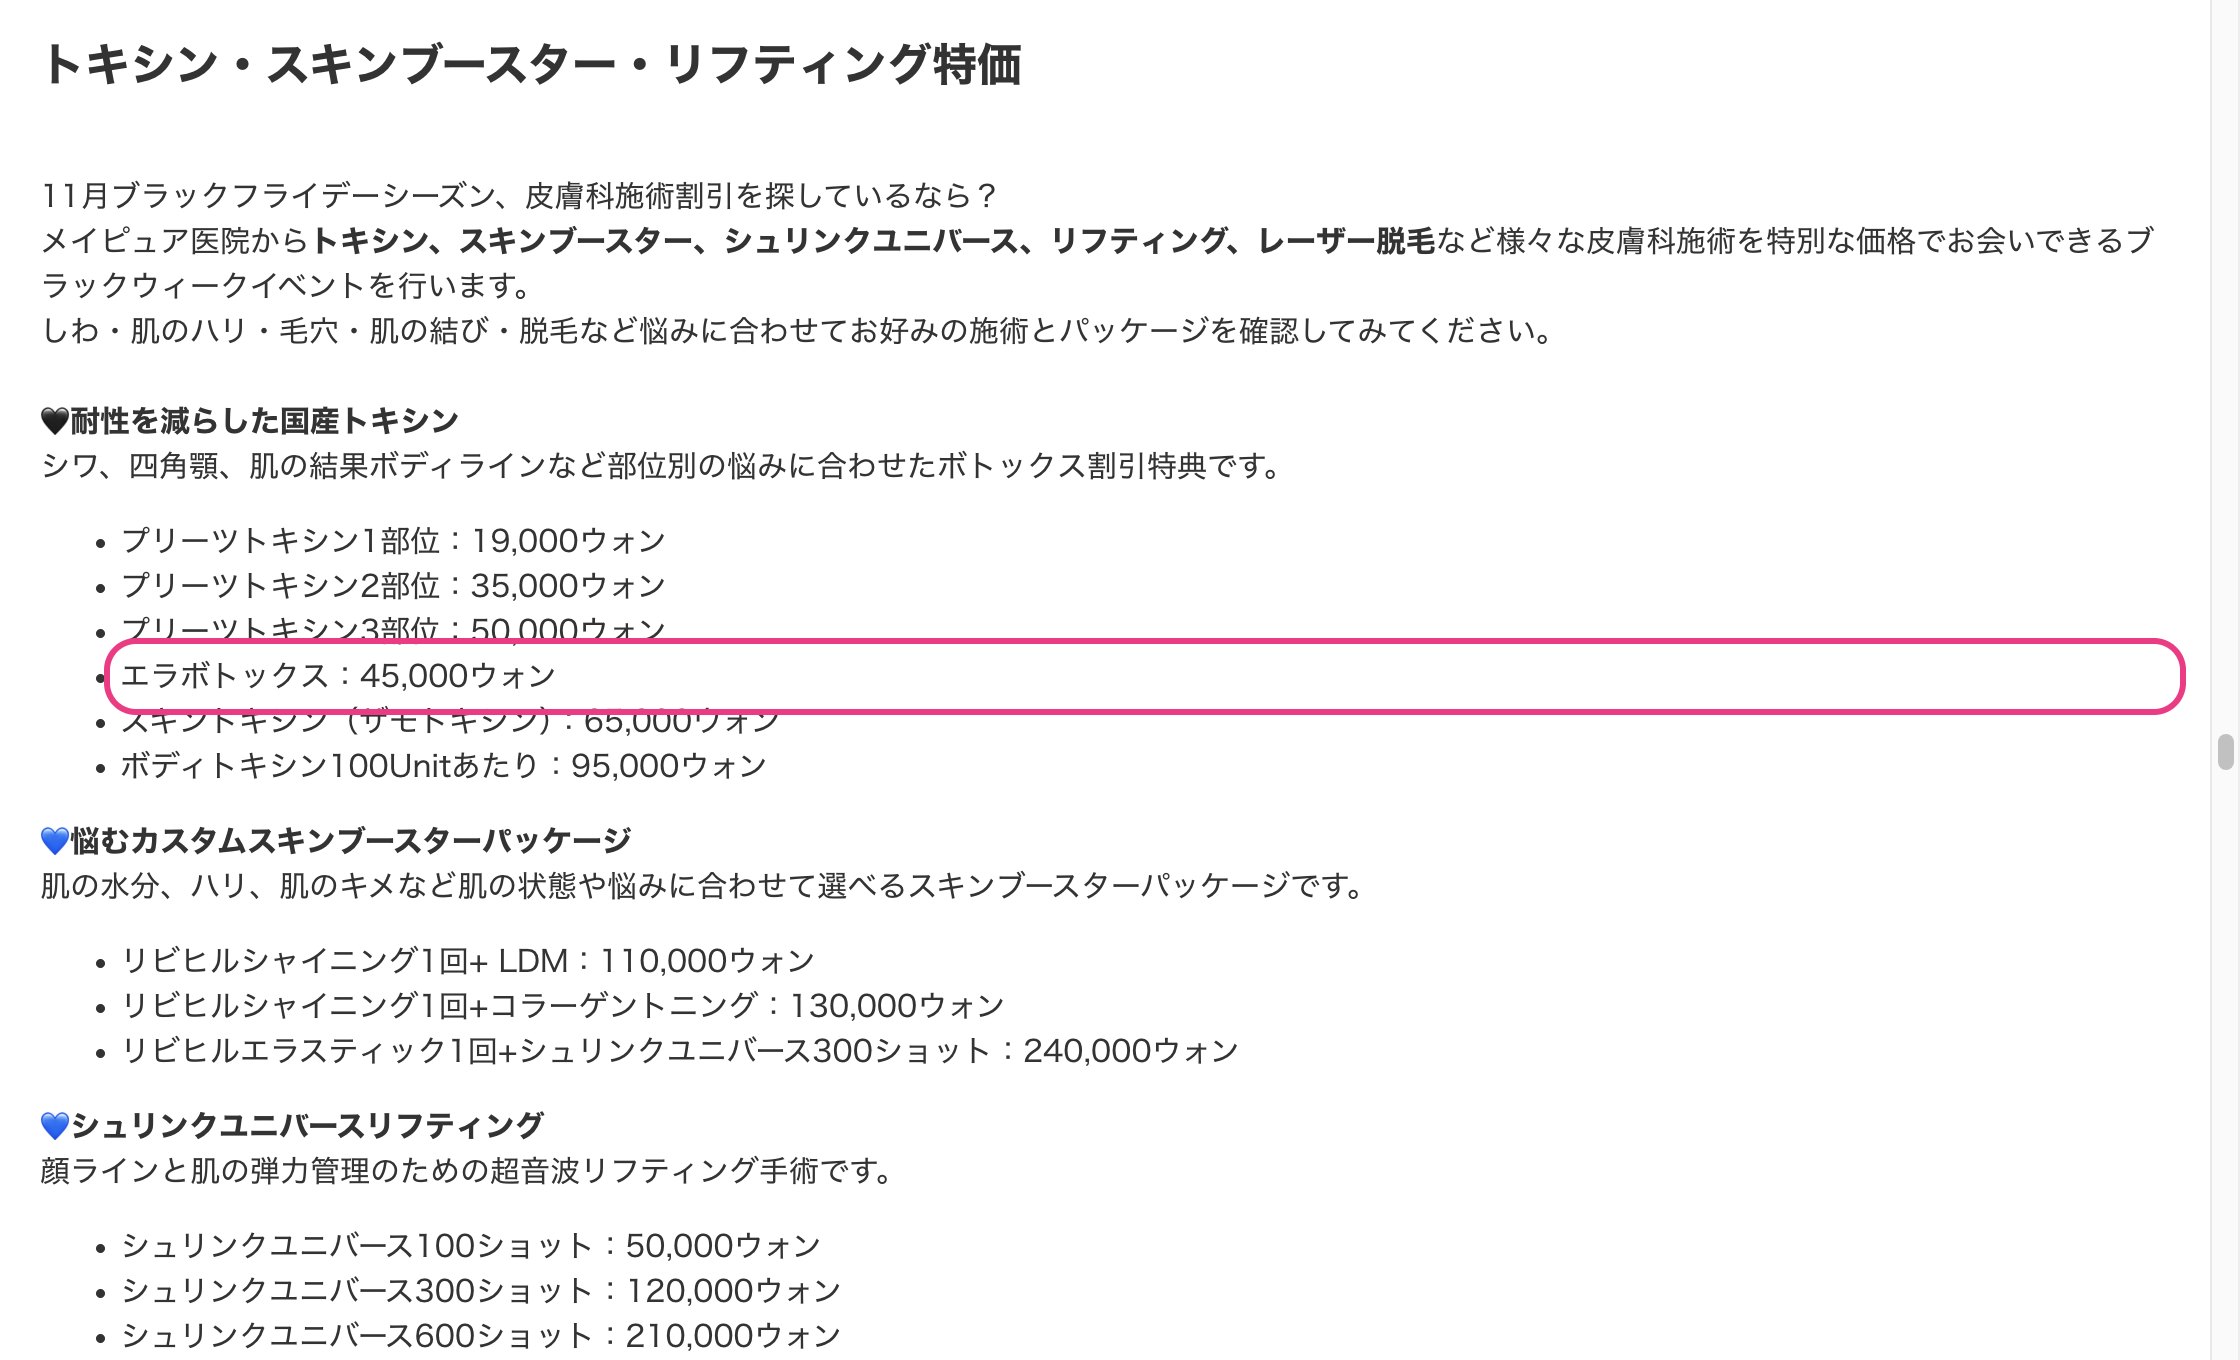 トキシン・スキンブースター・リフティング特価
11月ブラックフライデーシーズン、皮膚科施術割引を探しているなら？
メイピュア医院からトキシン、スキンブースター、シュリンクユニバース、リフティング、レーザー脱毛など様々な皮膚科施術を特別な価格でお会いできるブ
ラックウィークイベントを行います。
しわ・肌のハリ・毛穴・肌の結び・脱毛など悩みに合わせてお好みの施術とパッケージを確認してみてください。
🖤耐性を減らした国産トキシン
シワ、四角顎、肌の結果ボディラインなど部位別の悩みに合わせたボトックス割引特典です。
• プリーツトキシン1部位：19,000ウォン
• プリーツトキシン2部位：35,000ウォン
• プリーツトキシン3部位：50,000ウォン
• エラボトックス：45,000ウォン
• スキントキシン（ザモトキシン）：65,000ウォン
• ボディトキシン100Unitあたり：95,000ウォン
💙悩むカスタムスキンブースターパッケージ
肌の水分、ハリ、肌のキメなど肌の状態や悩みに合わせて選べるスキンブースターパッケージです。
• リビヒルシャイニング1回+ LDM：110,000ウォン
• リビヒルシャイニング1回+コラーゲントニング：130,000ウォン
• リビヒルエラスティック1回+シュリンクユニバース300ショット：240,000ウォン
💙シュリンクユニバースリフティング
顔ラインと肌の弾力管理のための超音波リフティング手術です。
• シュリンクユニバース100ショット：50,000ウォン
• シュリンクユニバース300ショット：120,000ウォン
• シュリンクユニバース600ショット：210,000ウォン